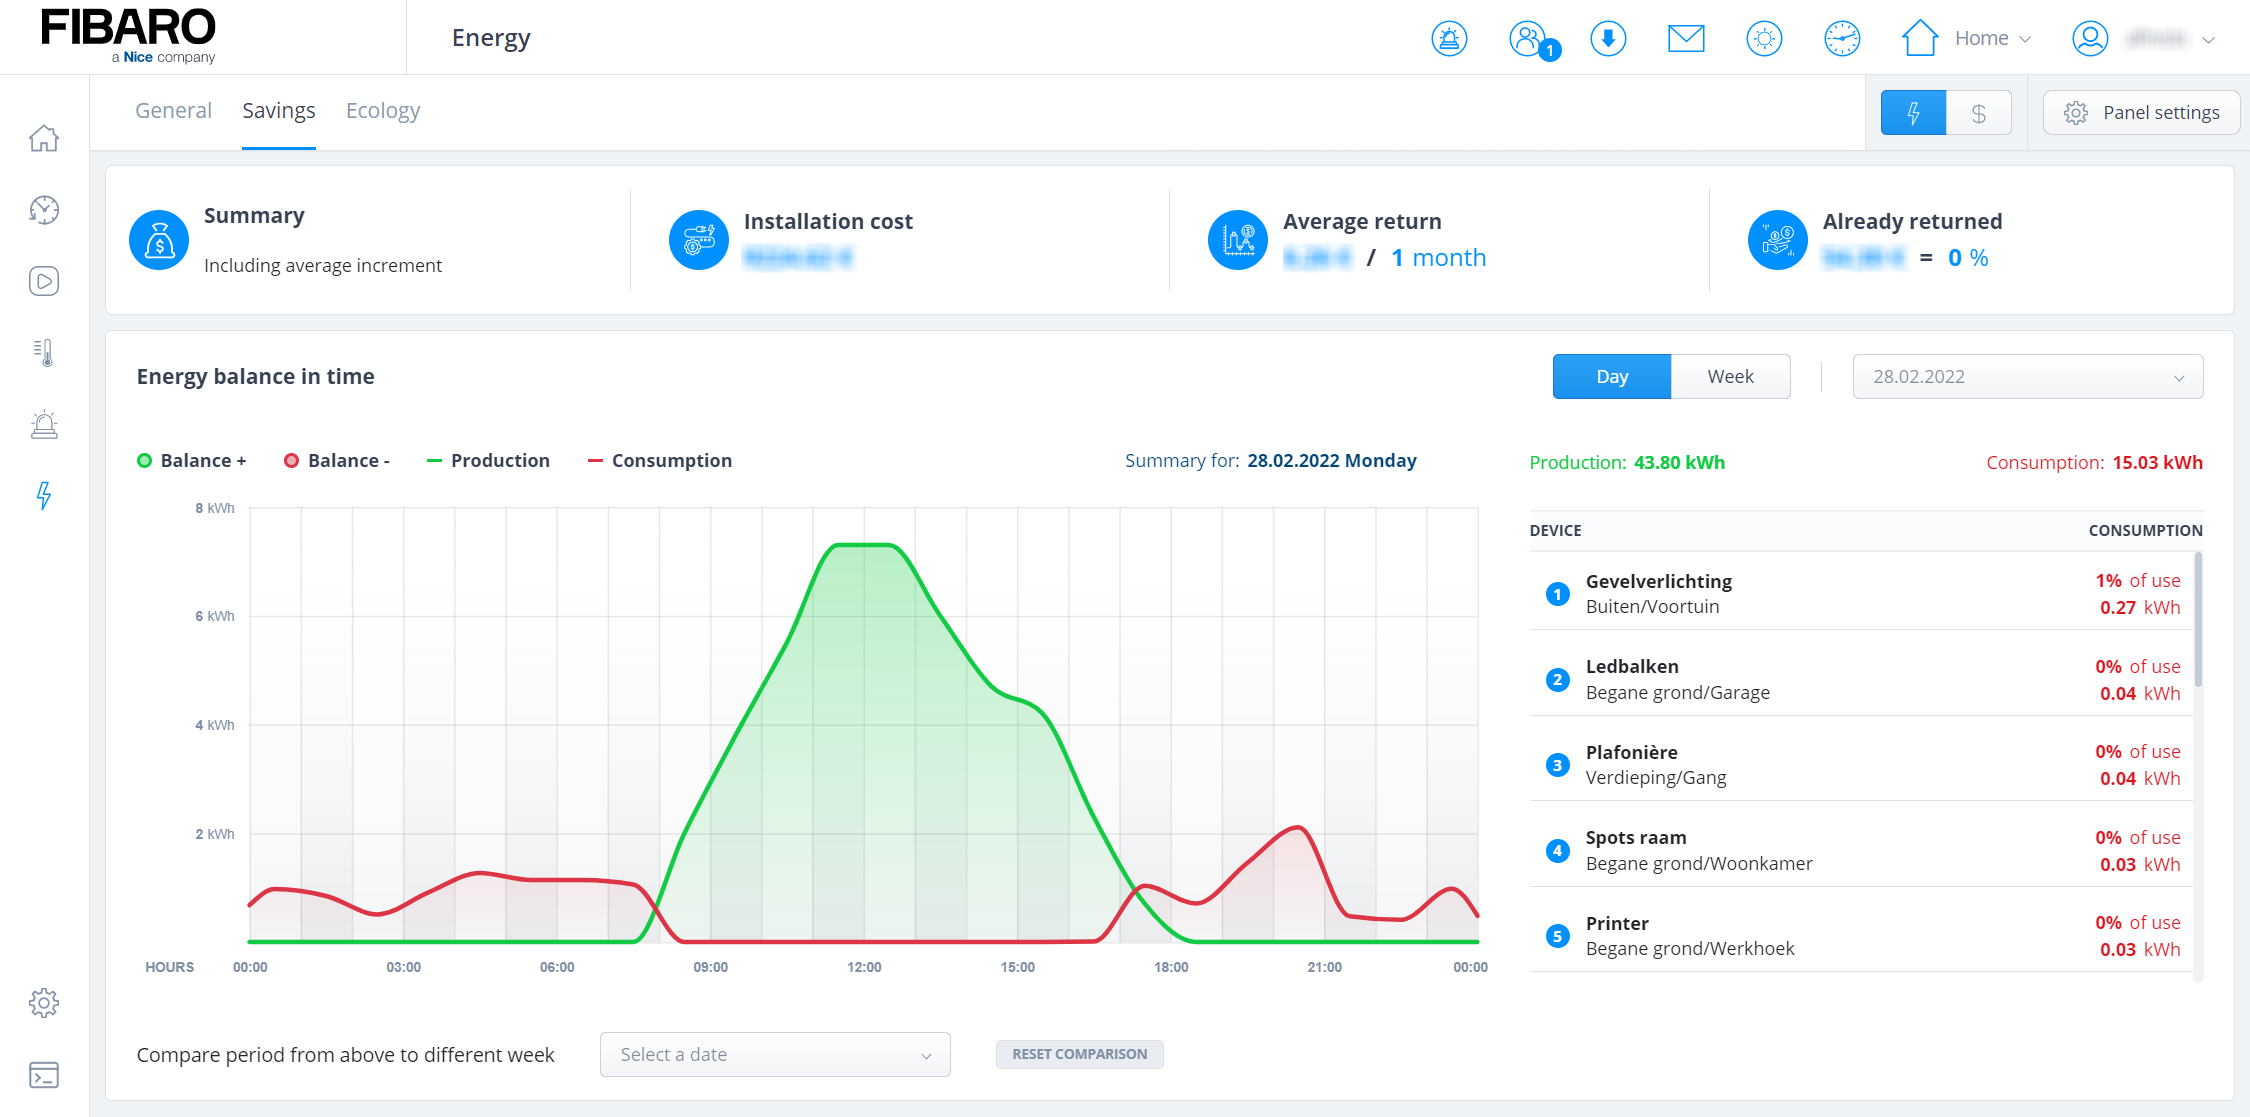 FIBARO
a Nice company
Energy
1
Home
General
Savings
Ecology
$
Panel settings
Summary
Including average increment
Installation cost
Average return
/ 1 month
Already returned
= 0 %
Energy balance in time
Day
Week
28.02.2022
Balance +
Balance -
Production
Consumption
Summary for: 28.02.2022 Monday
Production: 43.80 kWh
Consumption: 15.03 kWh
8 kWh
6 kWh
4 kWh
2 kWh
HOURS
00:00
03:00
06:00
09:00
12:00
15:00
18:00
21:00
00:00
DEVICE
CONSUMPTION
1
Gevelverlichting
Buiten/Voortuin
1% of use
0.27 kWh
2
Ledbalken
Begane grond/Garage
0% of use
0.04 kWh
3
Plafonière
Verdieping/Gang
0% of use
0.04 kWh
4
Spots raam
Begane grond/Woonkamer
0% of use
0.03 kWh
5
Printer
Begane grond/Werkhoek
0% of use
0.03 kWh
Compare period from above to different week
Select a date
RESET COMPARISON